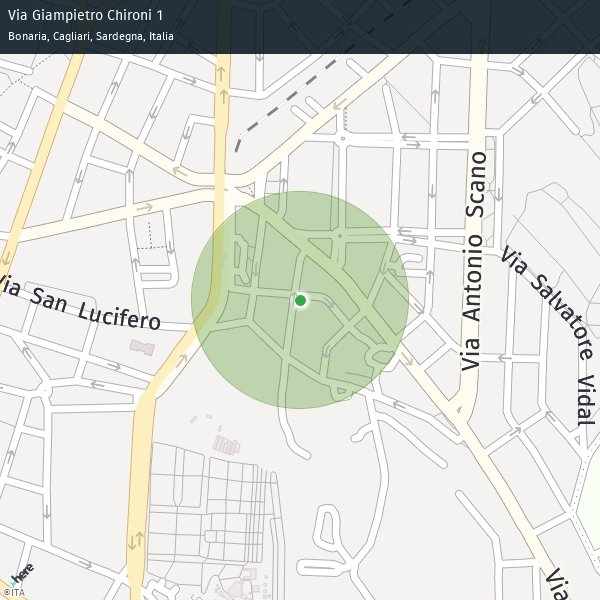 Via Giampietro Chironi 1
Bonaria, Cagliari, Sardegna, Italia
Via Antonio Scano
Via Salvatore Vidal
Via San Lucifero
Via
here
©ITA